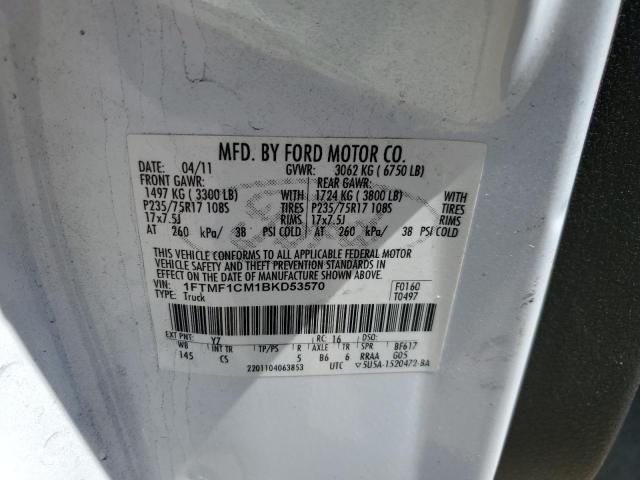 MFD. BY FORD MOTOR CO.
DATE: 04/11 GVWR: 3062 KG ( 6750 LB)
FRONT GAWR: REAR GAWR:
1497 KG ( 3300 LB) WITH 1724 KG ( 3800 LB) WITH
P235/75R17 108S TIRES P235/75R17 108S TIRES
17x7.5J RIMS 17x7.5J RIMS
AT 260 kPa/ 38 PSI COLD AT 260 kPa/ 38 PSI COLD
THIS VEHICLE CONFORMS TO ALL APPLICABLE FEDERAL MOTOR
VEHICLE SAFETY AND THEFT PREVENTION STANDARDS IN
EFFECT ON THE DATE OF MANUFACTURE SHOWN ABOVE.
VIN: 1FTMF1CM1BKD53570 F0160
TYPE: Truck T0497
EXT PNT: YZ RC: 16 DSO:
WB INT TR TP/PS R AXLE TR SPR BF617
145 CS 5 B6 6 RRAA GOS
2201104063853 UTC ▽5U5A-1520472-BA